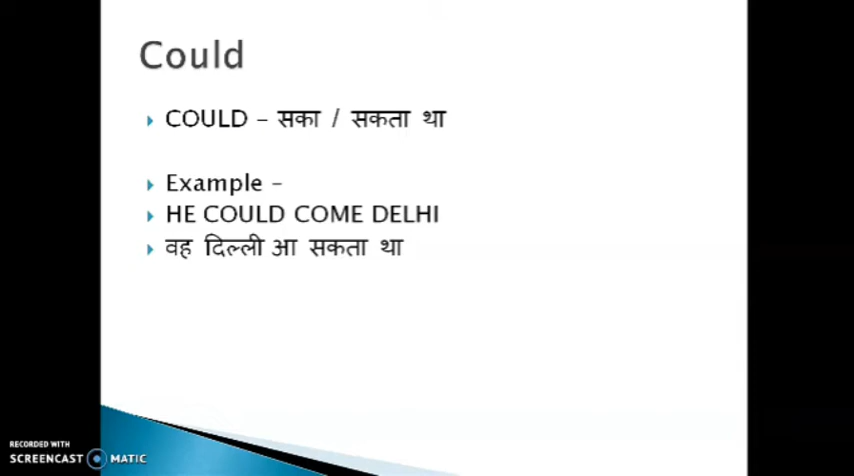 Could
COULD – सका / सकता था
Example –
HE COULD COME DELHI
वह दिल्ली आ सकता था
RECORDED WITH
SCREENCAST MATIC